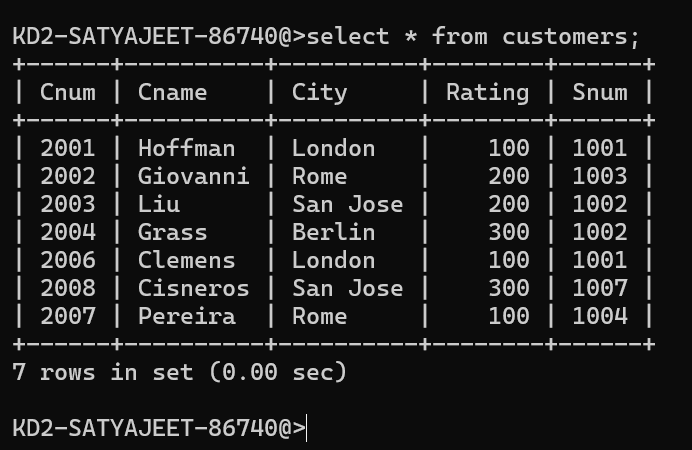 KD2-SATYAJEET-86740@>select * from customers;
+------+----------+----------+--------+------+
| Cnum | Cname    | City     | Rating | Snum |
+------+----------+----------+--------+------+
| 2001 | Hoffman  | London   |    100 | 1001 |
| 2002 | Giovanni | Rome     |    200 | 1003 |
| 2003 | Liu      | San Jose |    200 | 1002 |
| 2004 | Grass    | Berlin   |    300 | 1002 |
| 2006 | Clemens  | London   |    100 | 1001 |
| 2008 | Cisneros | San Jose |    300 | 1007 |
| 2007 | Pereira  | Rome     |    100 | 1004 |
+------+----------+----------+--------+------+
7 rows in set (0.00 sec)
KD2-SATYAJEET-86740@>